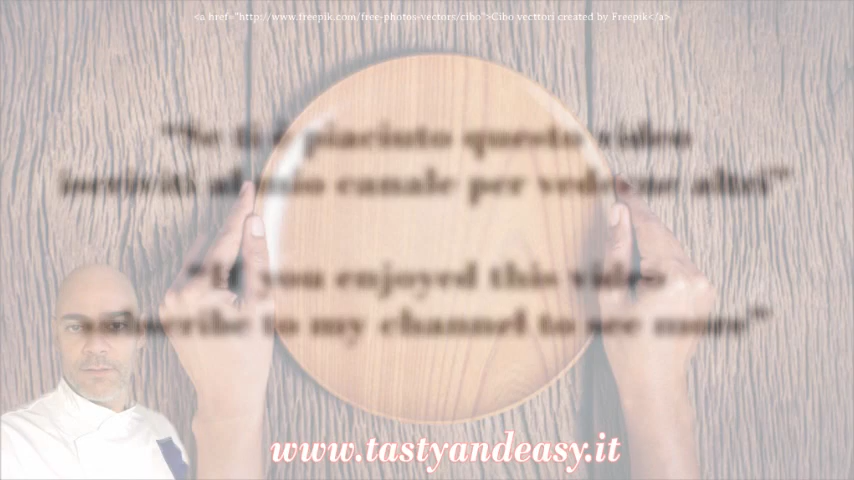 <a href="http://www.freepik.com/free-photos-vectors/cibo">Cibo vecttori created by Freepik</a>
"Se ti è piaciuto questo video
iscriviti al mio canale per vederne altri"
"If you enjoyed this video
subscribe to my channel to see more"
www.tastyandeasy.it